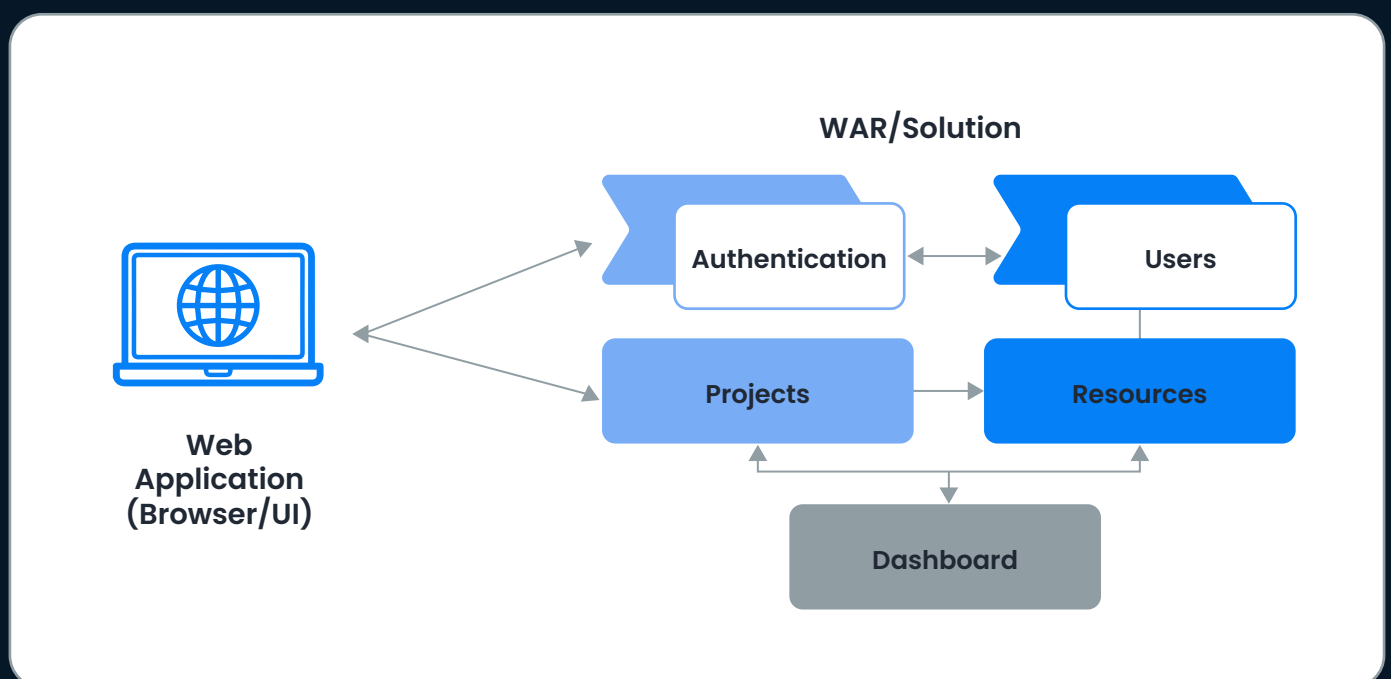 WAR/Solution
Authentication
Users
Projects
Resources
Web
Application
(Browser/UI)
Dashboard